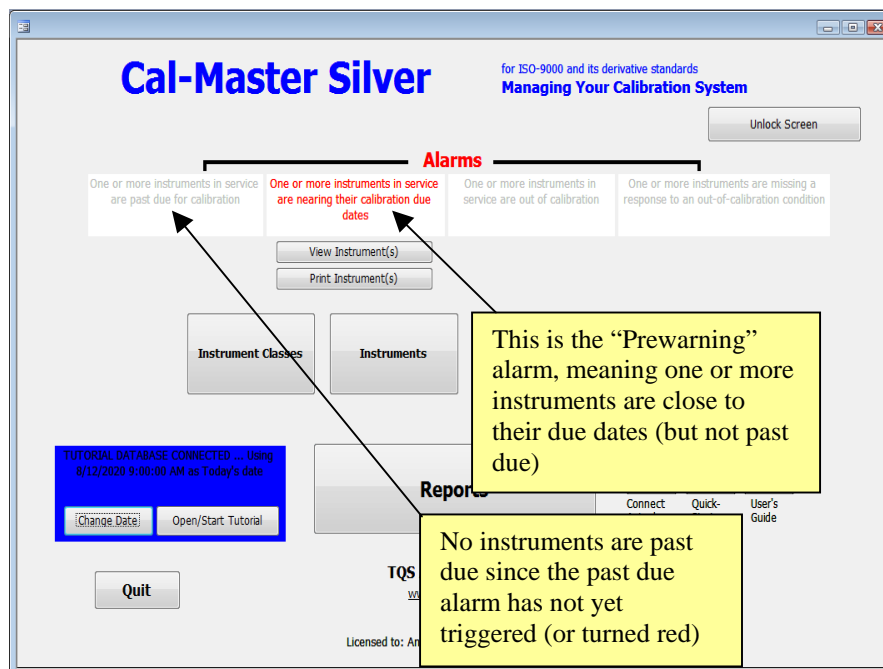 Cal-Master Silver
for ISO-9000 and its derivative standards
Managing Your Calibration System
Unlock Screen
Alarms
One or more instruments in service
are past due for calibration
One or more instruments in service
are nearing their calibration due
dates
One or more instruments in
service are out of calibration
One or more instruments are missing a
response to an out-of-calibration condition
View Instrument(s)
Print Instrument(s)
Instrument Classes
Instruments
This is the “Prewarning”
alarm, meaning one or more
instruments are close to
their due dates (but not past
due)
TUTORIAL DATABASE CONNECTED ... Using
8/12/2020 9:00:00 AM as Today's date
Change Date
Open/Start Tutorial
Reports
Connect
Quick-
User's
Guide
No instruments are past
due since the past due
alarm has not yet
triggered (or turned red)
Quit
TQS
Licensed to: